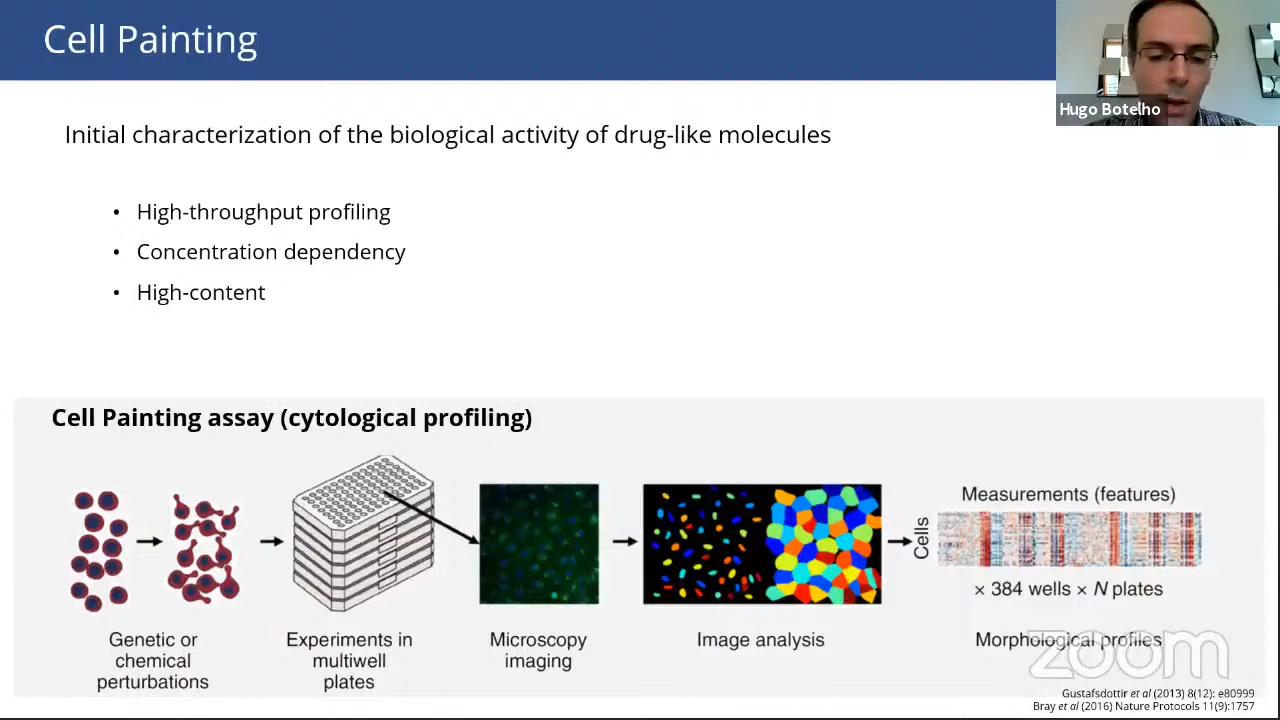 Cell Painting
Hugo Botelho
Initial characterization of the biological activity of drug-like molecules
• High-throughput profiling
• Concentration dependency
• High-content
Cell Painting assay (cytological profiling)
Measurements (features)
Cells
× 384 wells × N plates
Genetic or
chemical
perturbations
Experiments in
multiwell
plates
Microscopy
imaging
Image analysis
Morphological profiles
zoom
Gustafsdottir et al (2013) 8(12): e80999
Bray et al (2016) Nature Protocols 11(9):1757